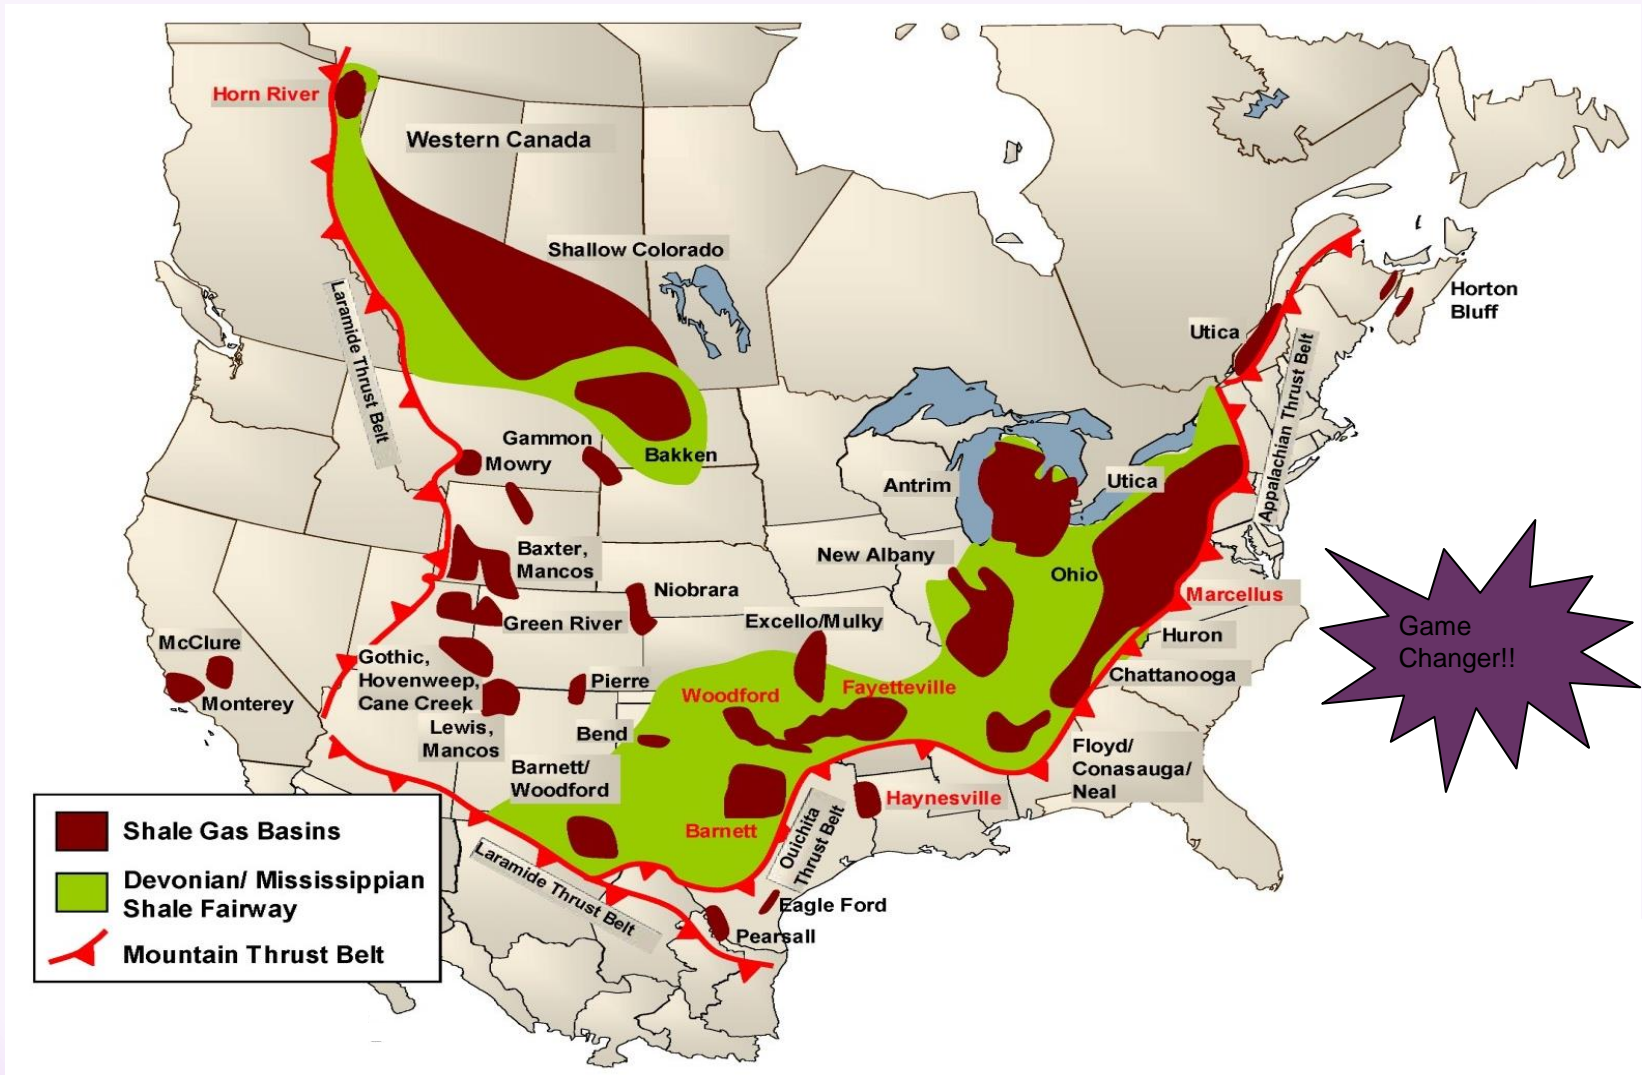 Horn River
Western Canada
Shallow Colorado
Laramide Thrust Belt
Horton
Bluff
Utica
Appalachian Thrust Belt
Gammon
Mowry
Bakken
Antrim
Utica
Baxter,
Mancos
New Albany
Ohio
Niobrara
Marcellus
Green River
Excello/Mulky
Huron
McClure
Monterey
Gothic,
Hovenweep,
Cane Creek
Pierre
Woodford
Fayetteville
Chattanooga
Lewis,
Mancos
Bend
Barnett/
Woodford
Floyd/
Conasauga/
Neal
Haynesville
Barnett
Ouichita
Thrust Belt
Laramide Thrust Belt
Eagle Ford
Pearsall
Game
Changer!!
Shale Gas Basins
Devonian/ Mississippian
Shale Fairway
Mountain Thrust Belt